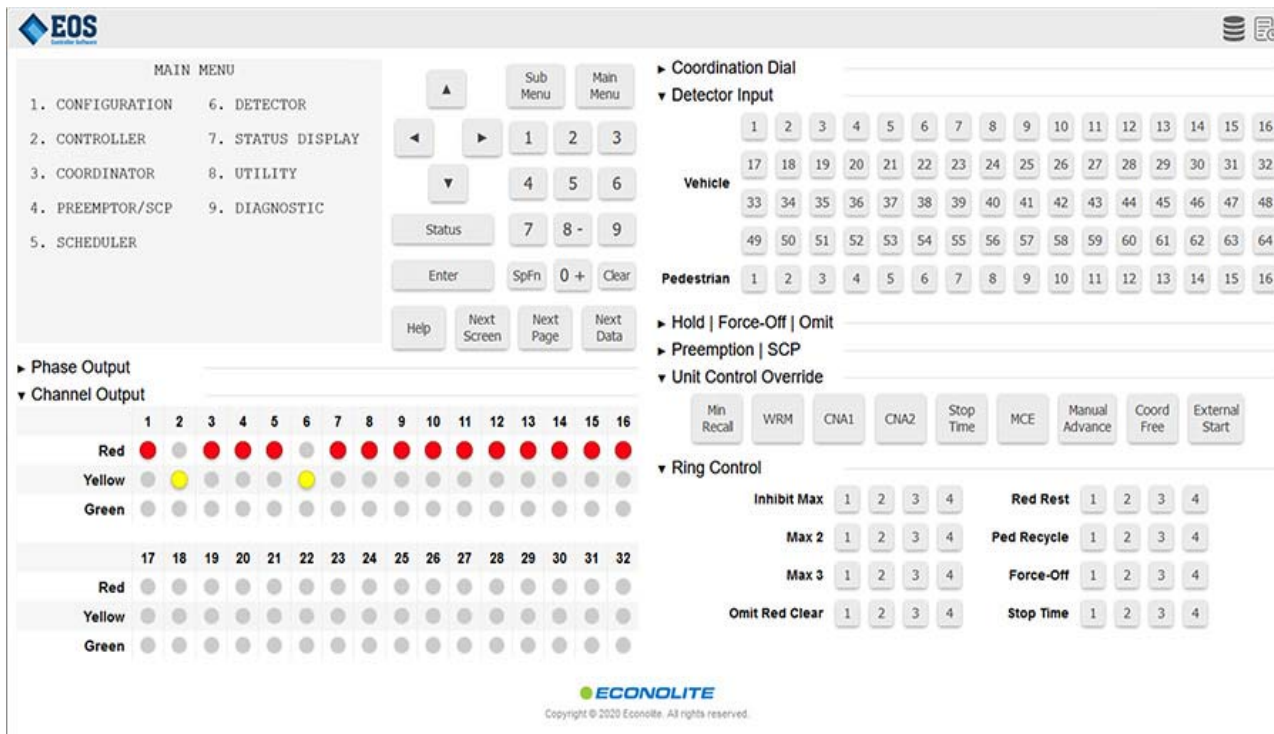 EOS
Controller Software
MAIN MENU
1. CONFIGURATION 6. DETECTOR
2. CONTROLLER 7. STATUS DISPLAY
3. COORDINATOR 8. UTILITY
4. PREEMPTOR/SCP 9. DIAGNOSTIC
5. SCHEDULER
Sub Menu
Main Menu
1 2 3
4 5 6
Status 7 8 - 9
Enter SpFn 0 + Clear
Help Next Screen Next Page Next Data
Phase Output
Channel Output
1 2 3 4 5 6 7 8 9 10 11 12 13 14 15 16
Red
Yellow
Green
17 18 19 20 21 22 23 24 25 26 27 28 29 30 31 32
Red
Yellow
Green
Coordination Dial
Detector Input
1 2 3 4 5 6 7 8 9 10 11 12 13 14 15 16
17 18 19 20 21 22 23 24 25 26 27 28 29 30 31 32
Vehicle
33 34 35 36 37 38 39 40 41 42 43 44 45 46 47 48
49 50 51 52 53 54 55 56 57 58 59 60 61 62 63 64
Pedestrian 1 2 3 4 5 6 7 8 9 10 11 12 13 14 15 16
Hold | Force-Off | Omit
Preemption | SCP
Unit Control Override
Min Recall WRM CNA1 CNA2 Stop Time MCE Manual Advance Coord Free External Start
Ring Control
Inhibit Max 1 2 3 4 Red Rest 1 2 3 4
Max 2 1 2 3 4 Ped Recycle 1 2 3 4
Max 3 1 2 3 4 Force-Off 1 2 3 4
Omit Red Clear 1 2 3 4 Stop Time 1 2 3 4
ECONOLITE
Copyright © 2020 Econolite. All rights reserved.